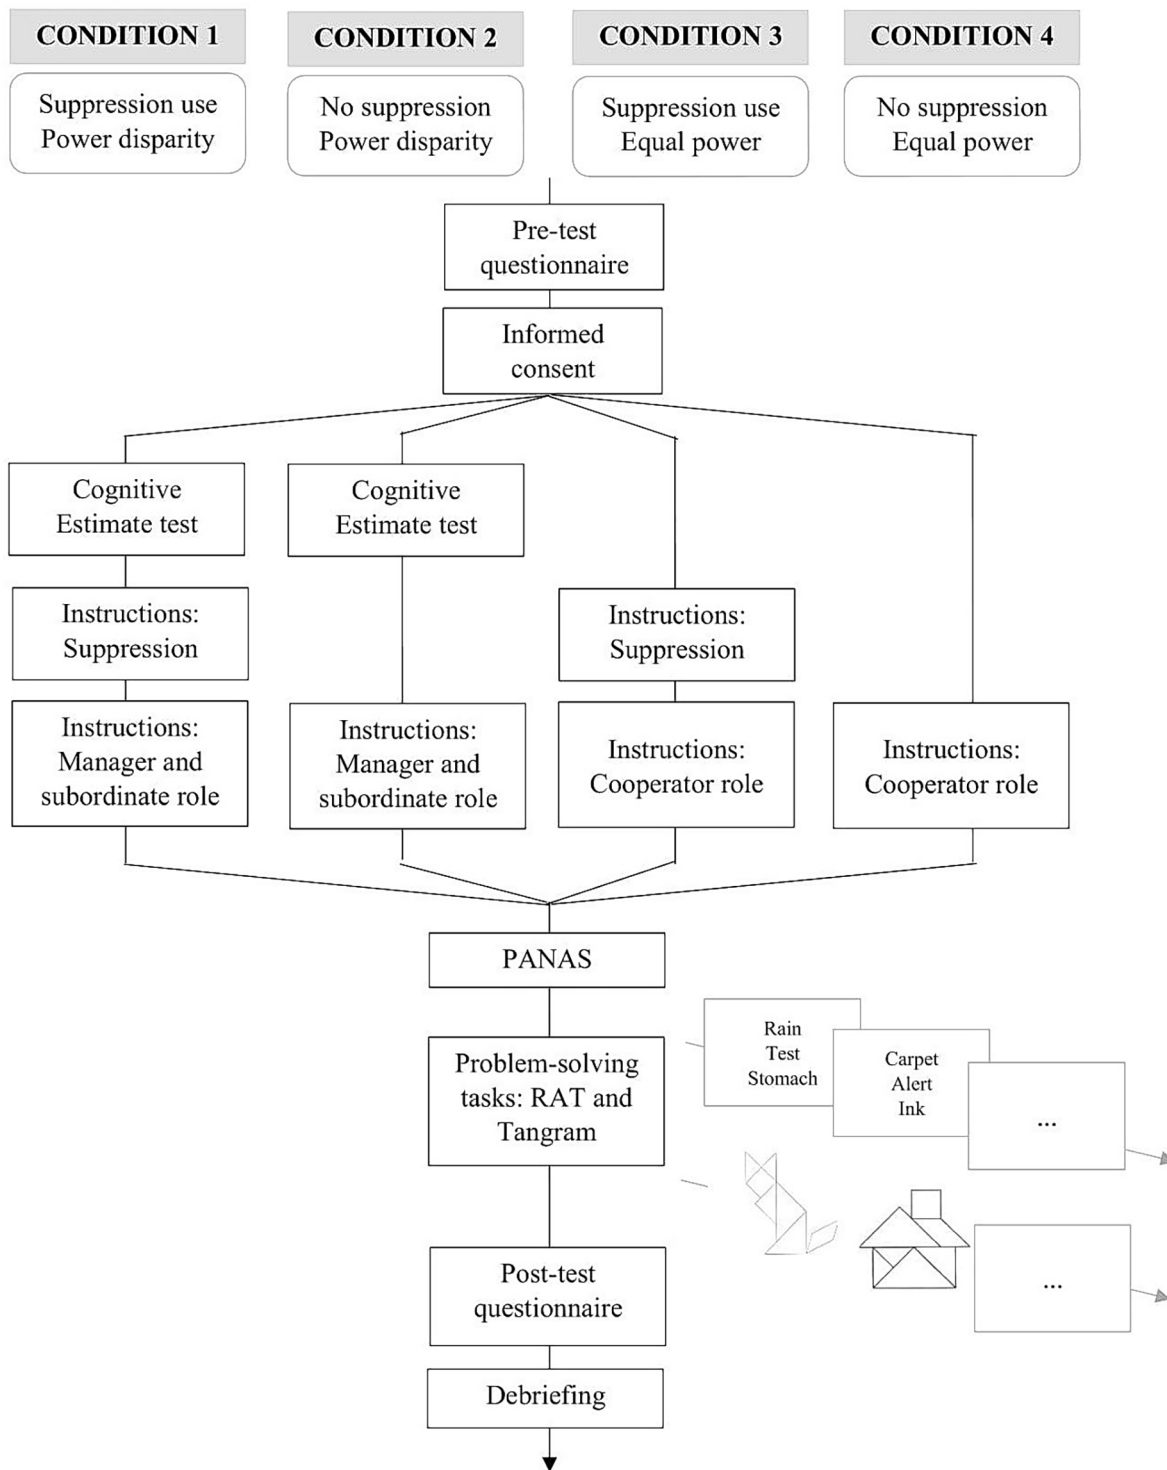 CONDITION 1
CONDITION 2
CONDITION 3
CONDITION 4
Suppression use
Power disparity
No suppression
Power disparity
Suppression use
Equal power
No suppression
Equal power
Pre-test
questionnaire
Informed
consent
Cognitive
Estimate test
Cognitive
Estimate test
Instructions:
Suppression
Instructions:
Suppression
Instructions:
Manager and
subordinate role
Instructions:
Manager and
subordinate role
Instructions:
Cooperator role
Instructions:
Cooperator role
PANAS
Problem-solving
tasks: RAT and
Tangram
Rain
Test
Stomach
Carpet
Alert
Ink
...
...
Post-test
questionnaire
Debriefing